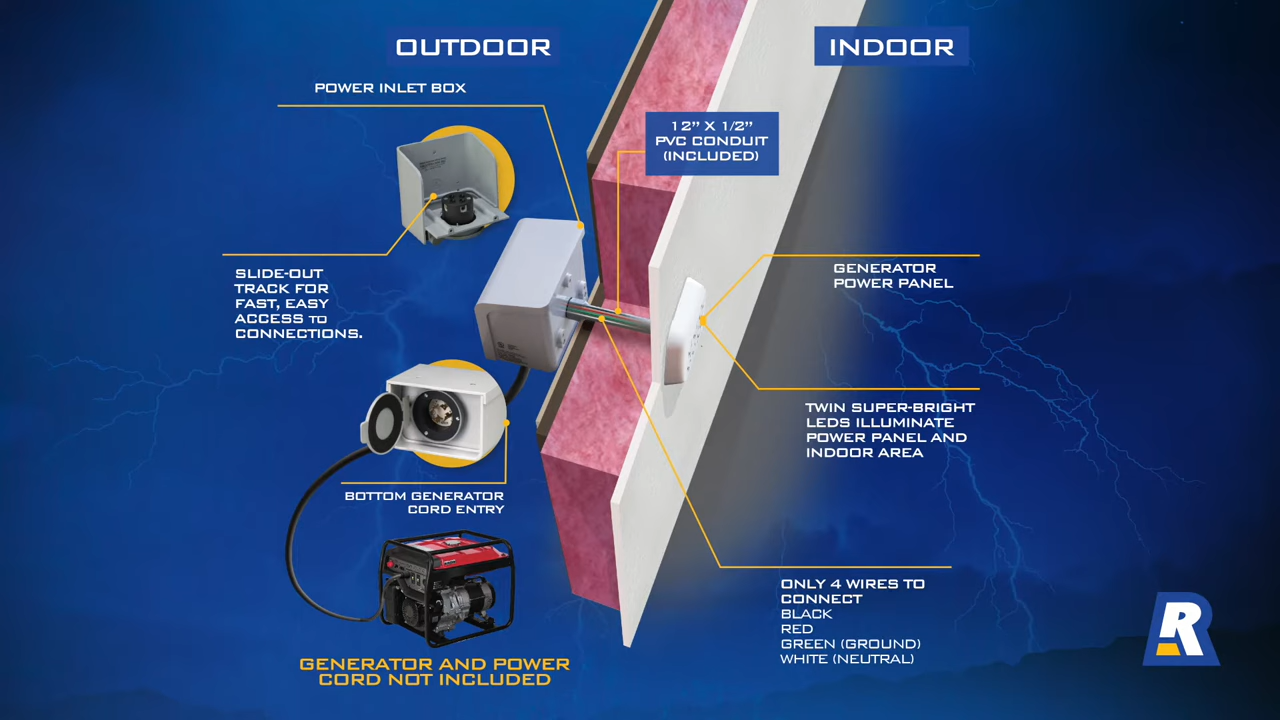 OUTDOOR
INDOOR
POWER INLET BOX
12” X 1/2”
PVC CONDUIT
(INCLUDED)
SLIDE-OUT
TRACK FOR
FAST, EASY
ACCESS TO
CONNECTIONS.
GENERATOR
POWER PANEL
TWIN SUPER-BRIGHT
LEDS ILLUMINATE
POWER PANEL AND
INDOOR AREA
BOTTOM GENERATOR
CORD ENTRY
ONLY 4 WIRES TO
CONNECT
BLACK
RED
GREEN (GROUND)
WHITE (NEUTRAL)
GENERATOR AND POWER
CORD NOT INCLUDED
R